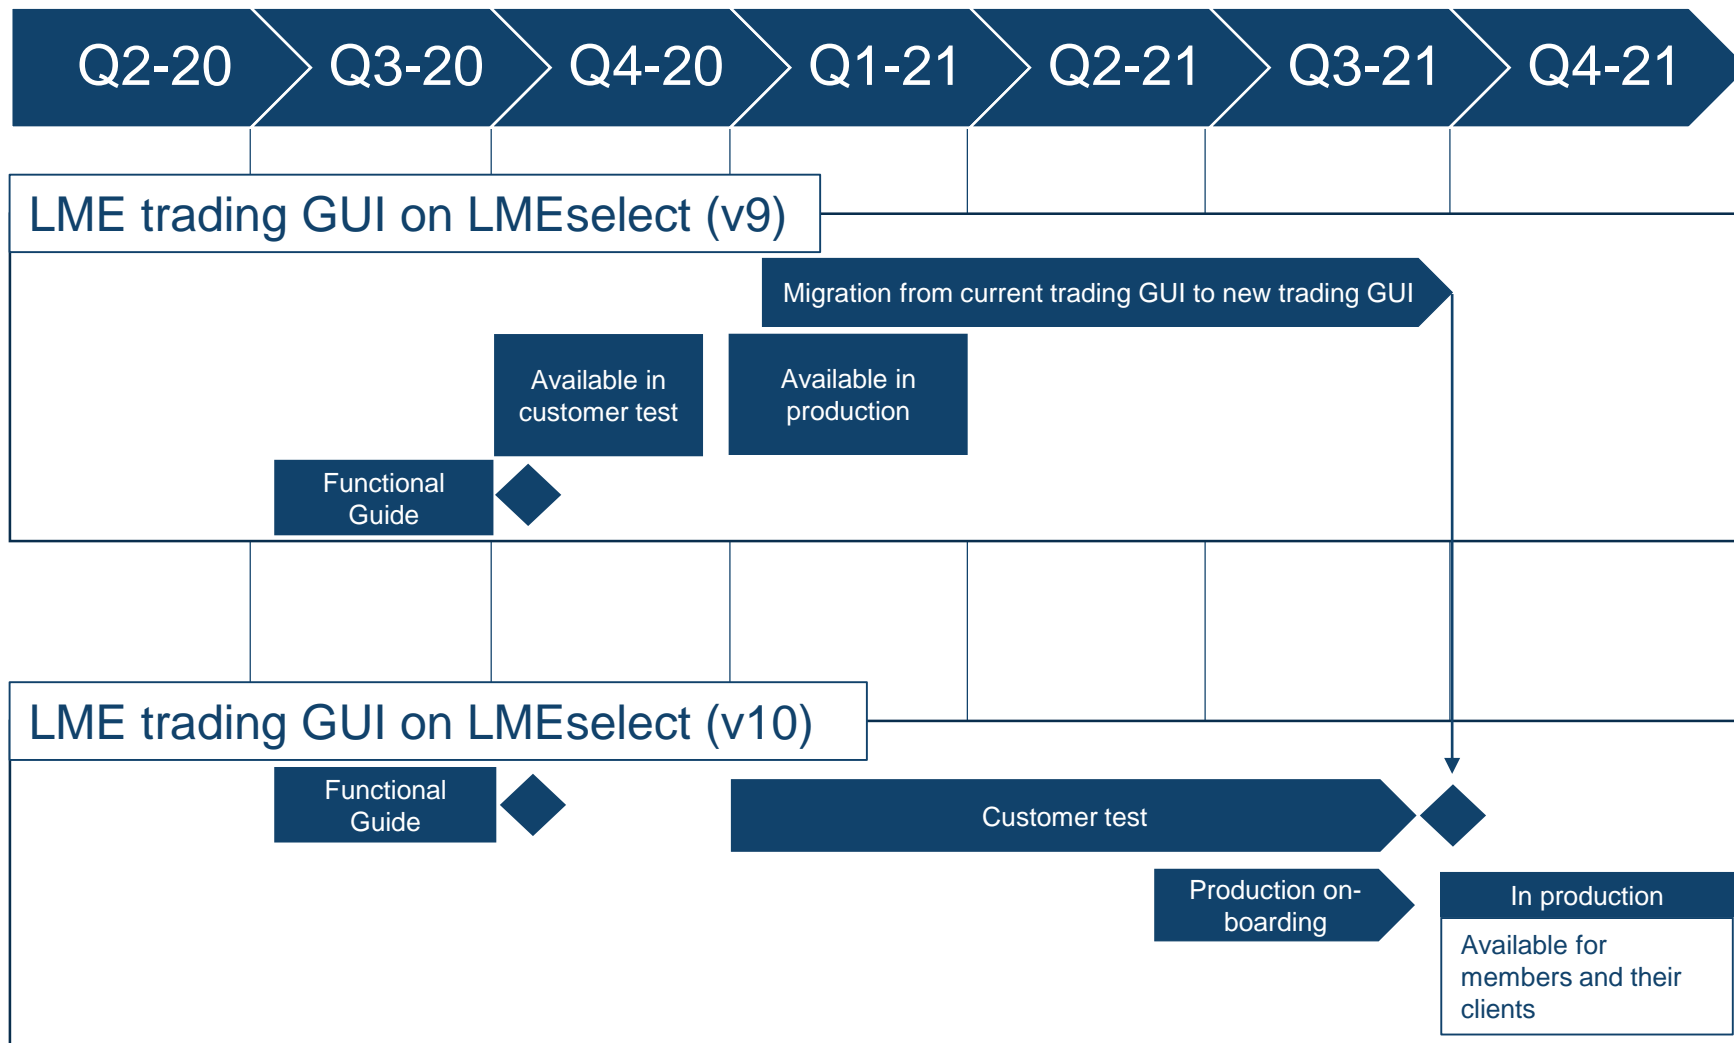 Q2-20 Q3-20 Q4-20 Q1-21 Q2-21 Q3-21 Q4-21
LME trading GUI on LMEselect (v9)
Migration from current trading GUI to new trading GUI
Available in
customer test
Available in
production
Functional
Guide
LME trading GUI on LMEselect (v10)
Functional
Guide
Customer test
Production on-
boarding
In production
Available for
members and their
clients